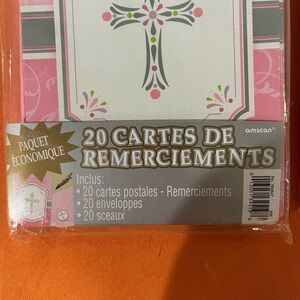 PAQUET
ÉCONOMIQUE
amscan
20 CARTES DE
REMERCIEMENTS
Inclus:
• 20 cartes postales - Remerciements
• 20 enveloppes
• 20 sceaux